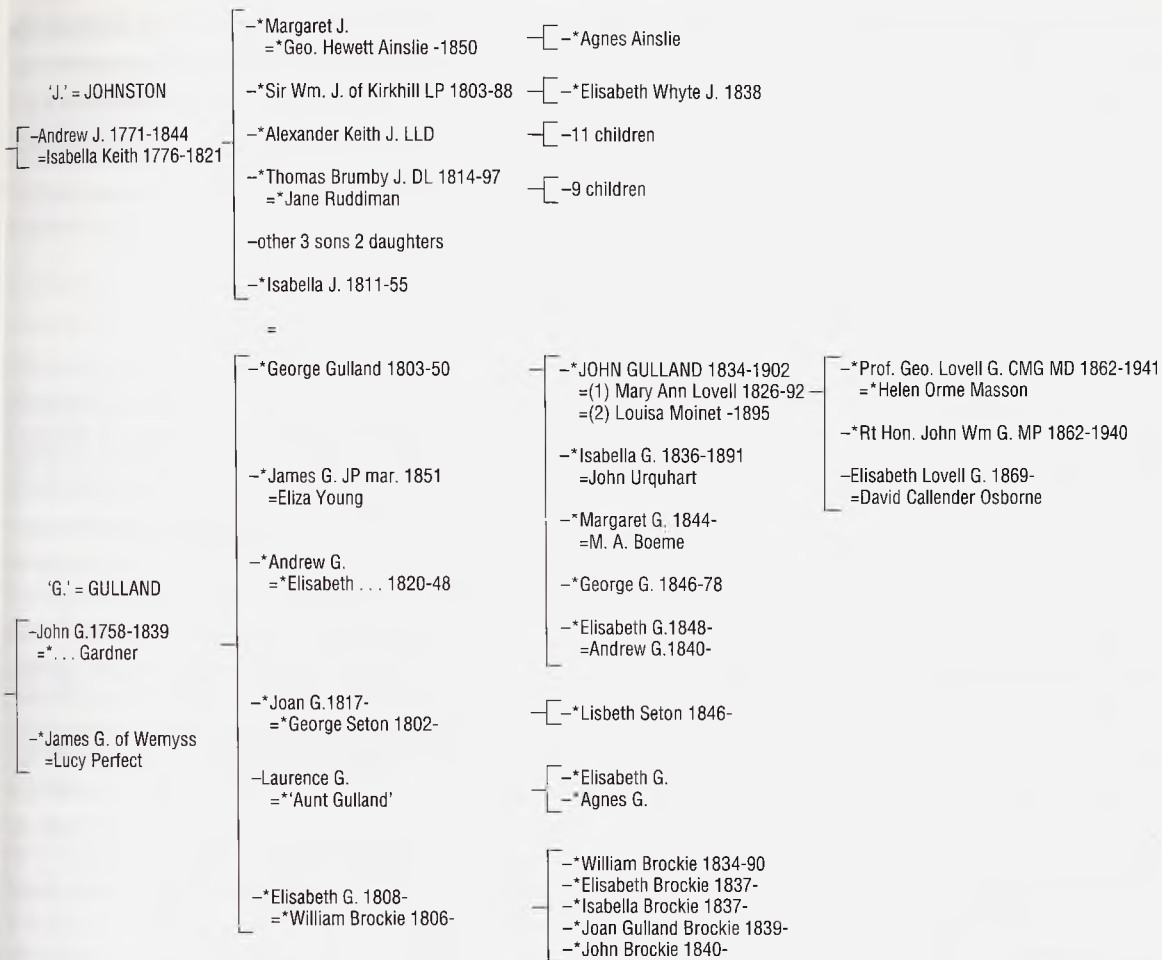 -*Margaret J.
=*Geo. Hewett Ainslie -1850
-*Agnes Ainslie
'J.' = JOHNSTON
-*Sir Wm. J. of Kirkhill LP 1803-88
-*Elisabeth Whyte J. 1838
-Andrew J. 1771-1844
=Isabella Keith 1776-1821
-*Alexander Keith J. LLD
-11 children
-*Thomas Brumby J. DL 1814-97
=*Jane Ruddiman
-9 children
-other 3 sons 2 daughters
-*Isabella J. 1811-55
=
-*George Gulland 1803-50
-*JOHN GULLAND 1834-1902
=(1) Mary Ann Lovell 1826-92
=(2) Louisa Moinet -1895
-*Prof. Geo. Lovell G. CMG MD 1862-1941
=*Helen Orme Masson
-*Rt Hon. John Wm G. MP 1862-1940
-Elisabeth Lovell G. 1869-
=David Callender Osborne
-*Isabella G. 1836-1891
=John Urquhart
-*James G. JP mar. 1851
=Eliza Young
-*Margaret G. 1844-
=M. A. Boeme
-*Andrew G.
=*Elisabeth . . . 1820-48
-*George G. 1846-78
'G.' = GULLAND
-John G.1758-1839
=*. . . Gardner
-*Elisabeth G.1848-
=Andrew G.1840-
-*Joan G.1817-
=*George Seton 1802-
-*Lisbeth Seton 1846-
-*James G. of Wemyss
=Lucy Perfect
-Laurence G.
=*'Aunt Gulland'
-*Elisabeth G.
-*Agnes G.
-*Elisabeth G. 1808-
=*William Brockie 1806-
-*William Brockie 1834-90
-*Elisabeth Brockie 1837-
-*Isabella Brockie 1837-
-*Joan Gulland Brockie 1839-
-*John Brockie 1840-